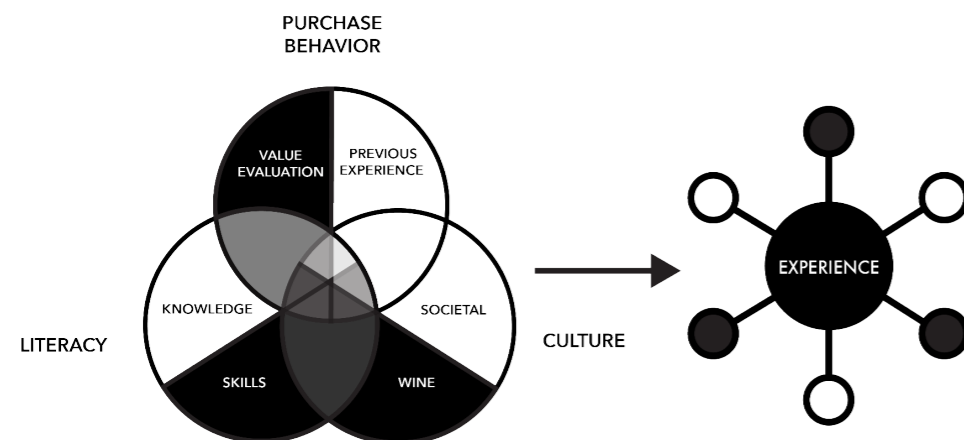 PURCHASE
BEHAVIOR
VALUE
EVALUATION
PREVIOUS
EXPERIENCE
KNOWLEDGE
SOCIETAL
LITERACY
SKILLS
WINE
CULTURE
EXPERIENCE